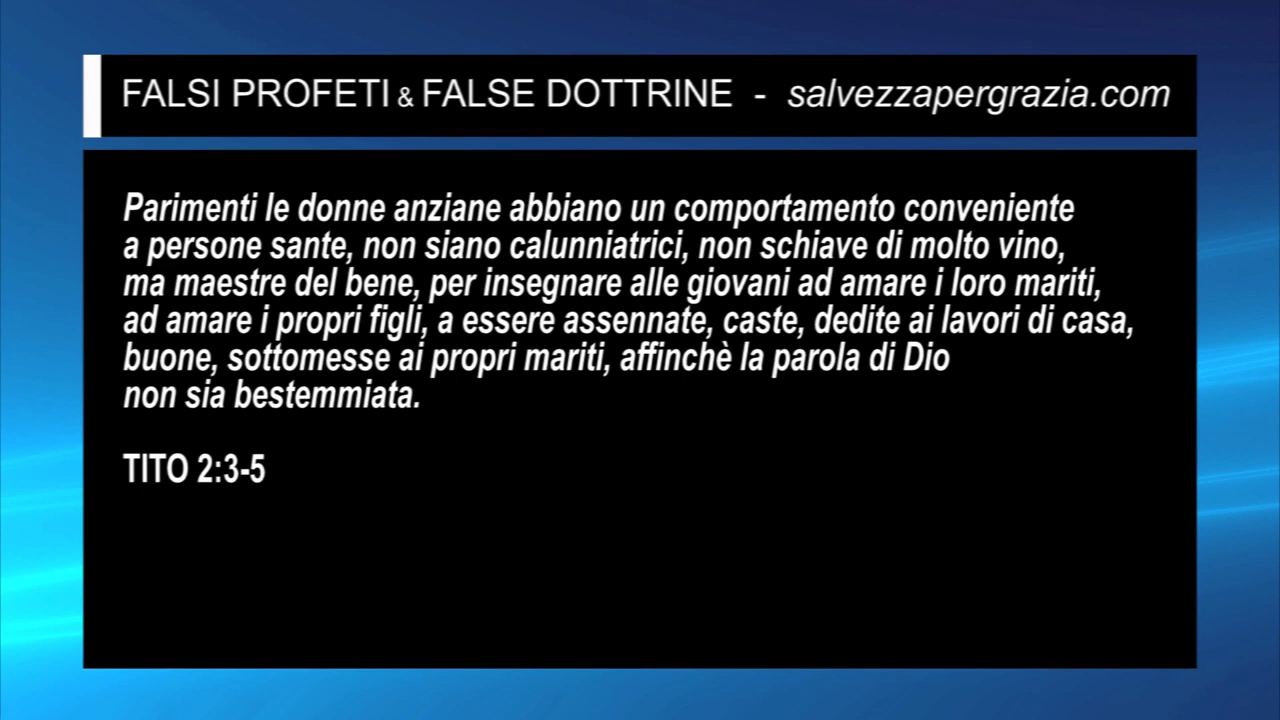 FALSI PROFETI & FALSE DOTTRINE - salvezzapergrazia.com
Parimenti le donne anziane abbiano un comportamento conveniente
a persone sante, non siano calunniatrici, non schiave di molto vino,
ma maestre del bene, per insegnare alle giovani ad amare i loro mariti,
ad amare i propri figli, a essere assennate, caste, dedite ai lavori di casa,
buone, sottomesse ai propri mariti, affinchè la parola di Dio
non sia bestemmiata.
TITO 2:3-5